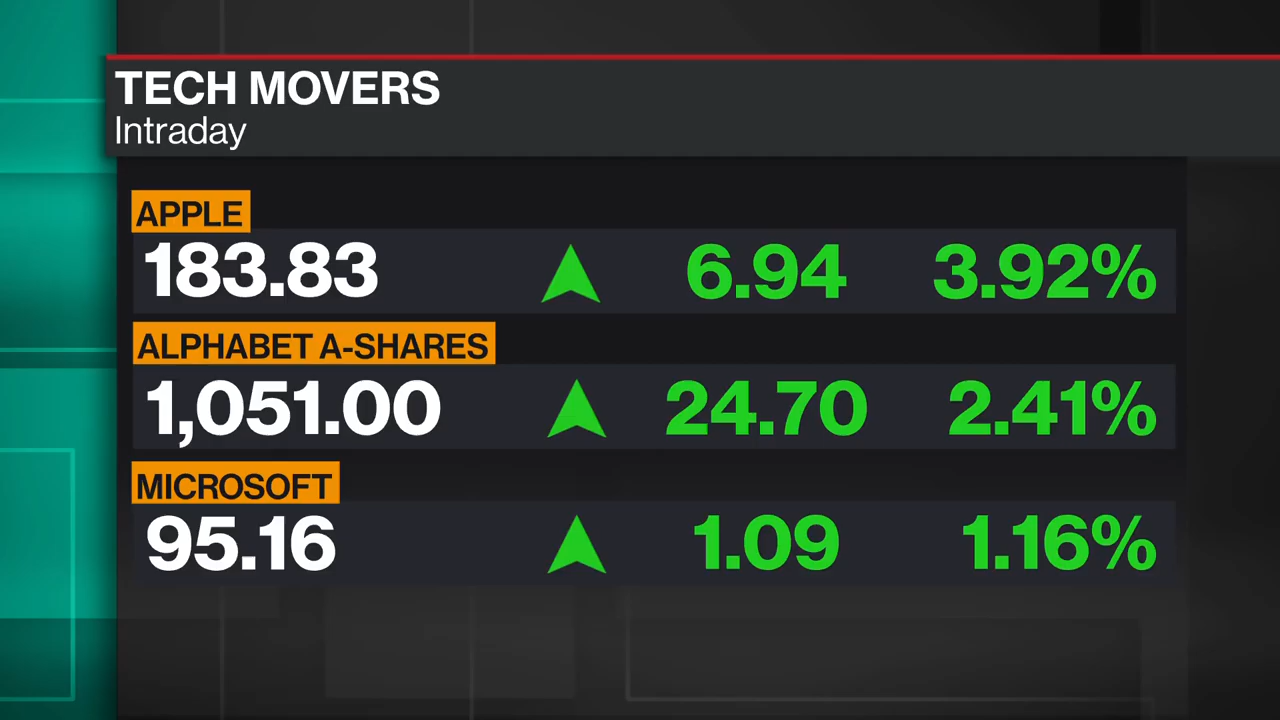 TECH MOVERS
Intraday
APPLE
183.83 ▲ 6.94 3.92%
ALPHABET A-SHARES
1,051.00 ▲ 24.70 2.41%
MICROSOFT
95.16 ▲ 1.09 1.16%